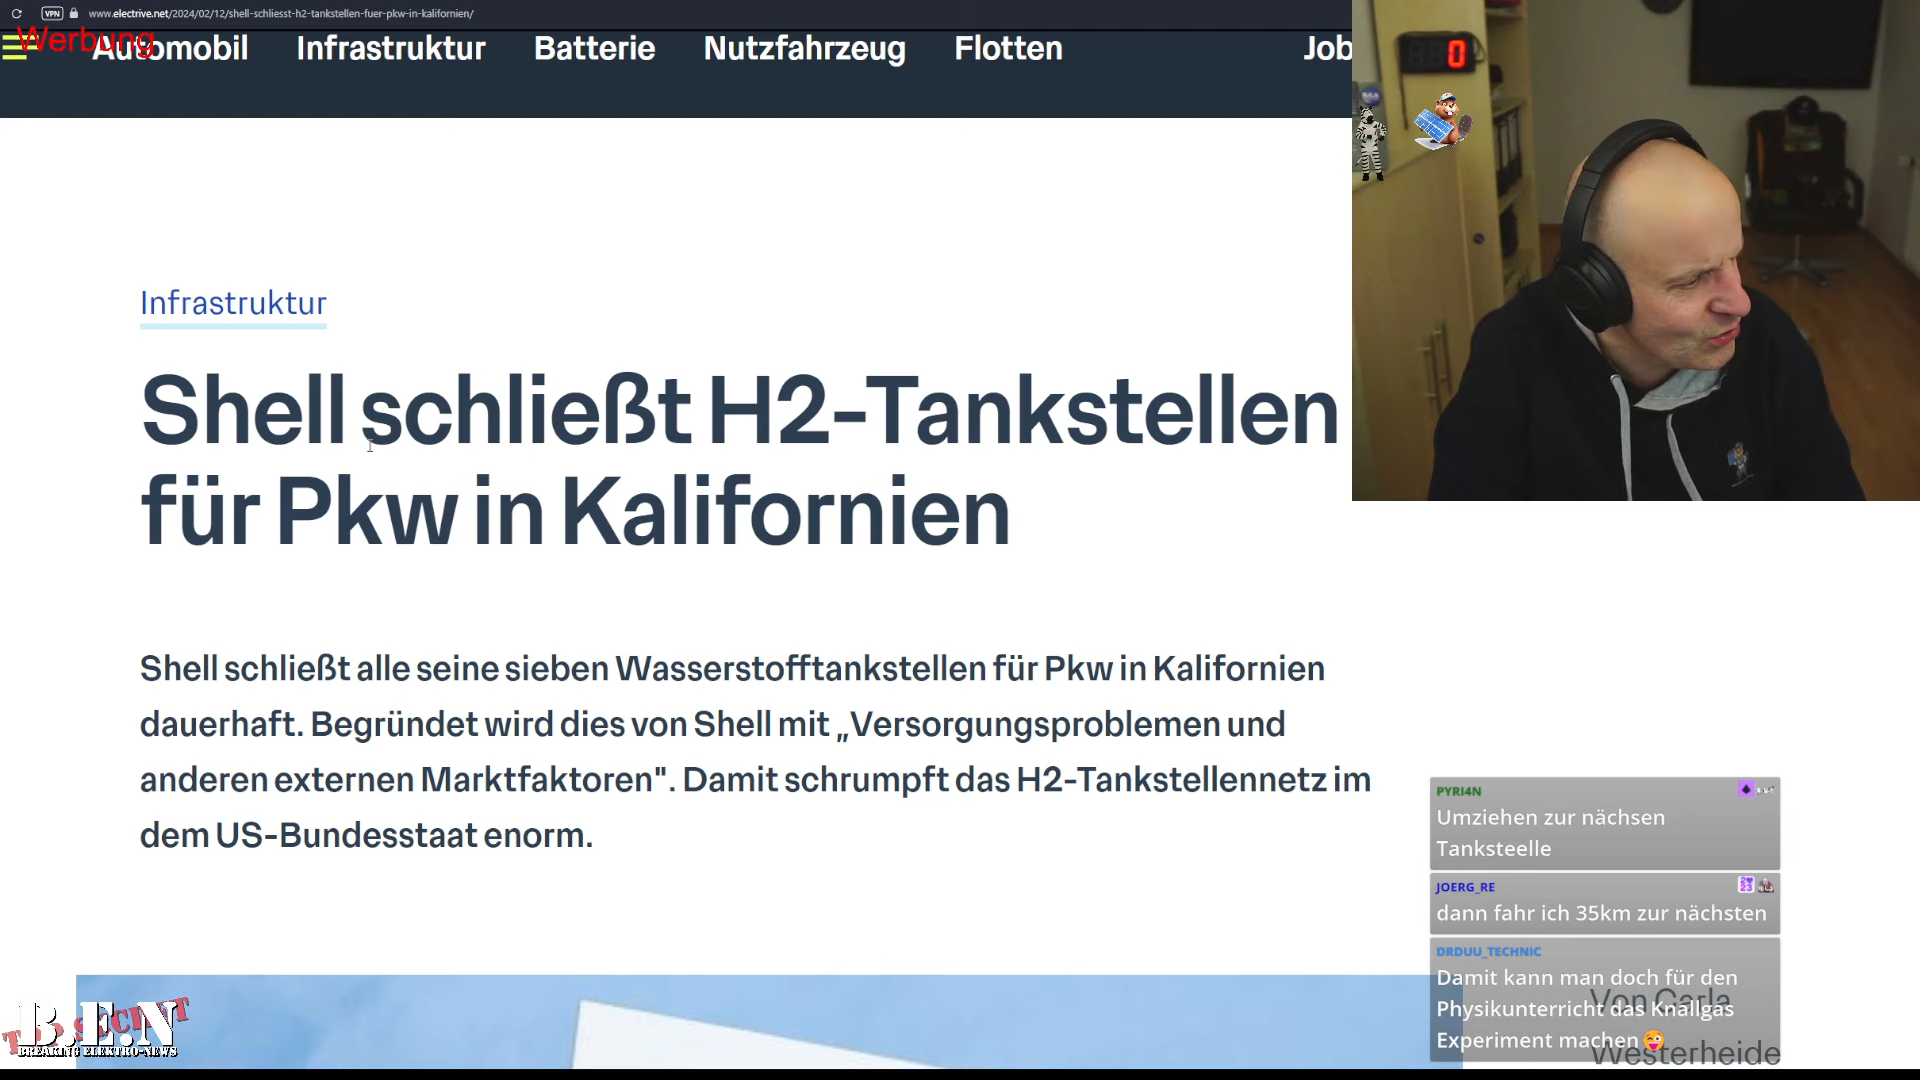 VPN www.electrive.net/2024/02/12/shell-schliesst-h2-tankstellen-fuer-pkw-in-kalifornien/
Werbung
Automobil Infrastruktur Batterie Nutzfahrzeug Flotten Job
0
Infrastruktur
Shell schließt H2-Tankstellen
für Pkw in Kalifornien
Shell schließt alle seine sieben Wasserstofftankstellen für Pkw in Kalifornien
dauerhaft. Begründet wird dies von Shell mit „Versorgungsproblemen und
anderen externen Marktfaktoren". Damit schrumpft das H2-Tankstellennetz im
dem US-Bundesstaat enorm.
PYRI4N
Umziehen zur nächsen
Tanksteelle
JOERG_RE
dann fahr ich 35km zur nächsten
DRDUU_TECHNIC
Damit kann man doch für den
Physikunterricht das Knallgas
Experiment machen😜
Von Carla
Westerheide
TOP SECRET
B.E.N
BREAKING ELEKTRO-NEWS